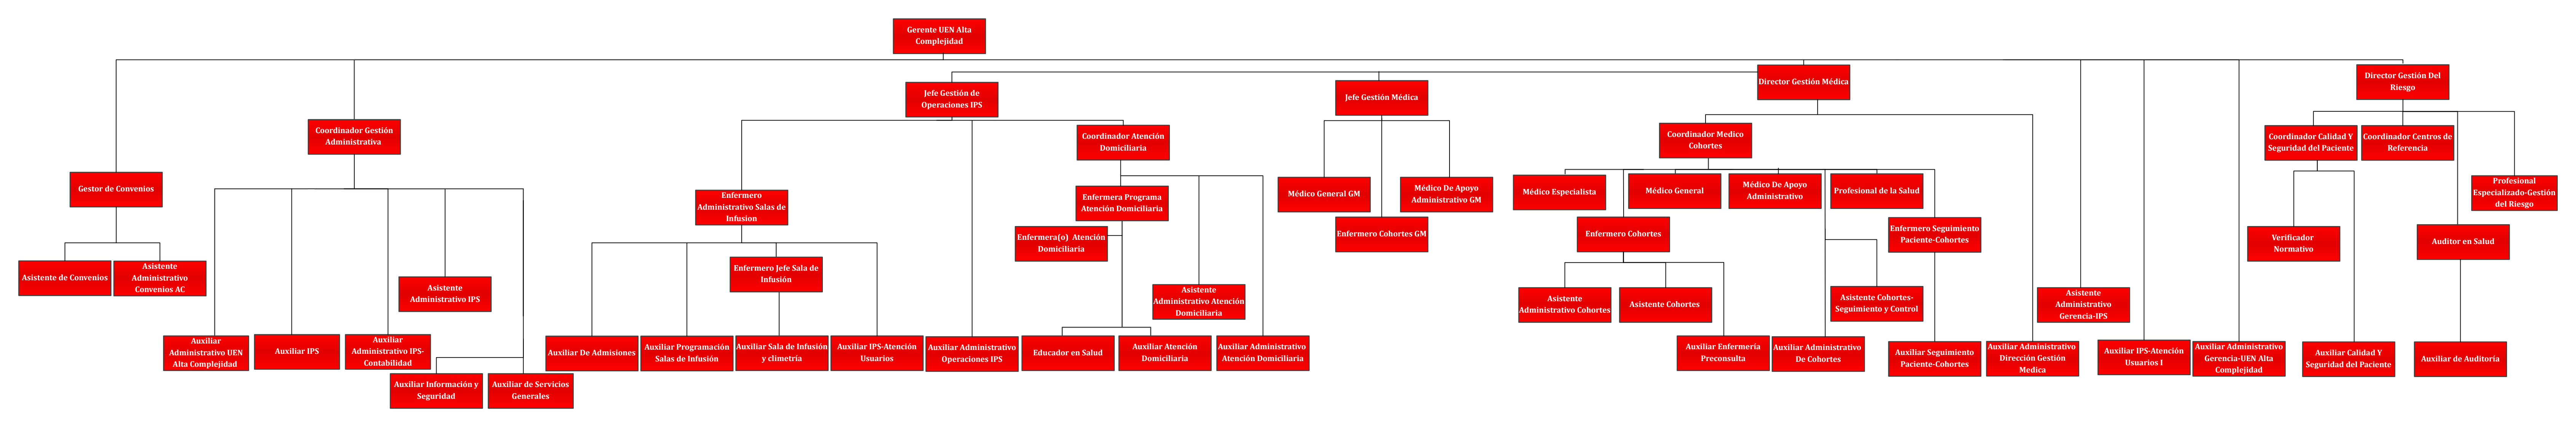 Gerente UEN Alta
Complejidad
Director Gestión Médica
Director Gestión Del
Riesgo
Jefe Gestión de
Operaciones IPS
Jefe Gestión Médica
Coordinador Gestión
Administrativa
Coordinador Atención
Domiciliaria
Coordinador Medico
Cohortes
Coordinador Calidad Y
Seguridad del Paciente
Coordinador Centros de
Referencia
Gestor de Convenios
Enfermero
Administrativo Salas de
Infusion
Enfermera Programa
Atención Domiciliaria
Médico General GM
Médico De Apoyo
Administrativo GM
Médico Especialista
Médico General
Médico De Apoyo
Administrativo
Profesional de la Salud
Profesional
Especializado-Gestión
del Riesgo
Enfermera(o) Atención
Domiciliaria
Enfermero Cohortes GM
Enfermero Cohortes
Enfermero Seguimiento
Paciente-Cohortes
Verificador
Normativo
Auditor en Salud
Asistente de Convenios
Asistente
Administrativo
Convenios AC
Asistente
Administrativo IPS
Enfermero Jefe Sala de
Infusión
Asistente
Administrativo Atención
Domiciliaria
Asistente
Administrativo Cohortes
Asistente Cohortes
Asistente Cohortes-
Seguimiento y Control
Asistente
Administrativo
Gerencia-IPS
Auxiliar
Administrativo UEN
Alta Complejidad
Auxiliar IPS
Auxiliar
Administrativo IPS-
Contabilidad
Auxiliar De Admisiones
Auxiliar Programación
Salas de Infusión
Auxiliar Sala de Infusión
y climetría
Auxiliar IPS-Atención
Usuarios
Auxiliar Administrativo
Operaciones IPS
Educador en Salud
Auxiliar Atención
Domiciliaria
Auxiliar Administrativo
Atención Domiciliaria
Auxiliar Enfermería
Preconsulta
Auxiliar Administrativo
De Cohortes
Auxiliar Seguimiento
Paciente-Cohortes
Auxiliar Administrativo
Dirección Gestión
Medica
Auxiliar IPS-Atención
Usuarios I
Auxiliar Administrativo
Gerencia-UEN Alta
Complejidad
Auxiliar Calidad Y
Seguridad del Paciente
Auxiliar de Auditoría
Auxiliar Información y
Seguridad
Auxiliar de Servicios
Generales